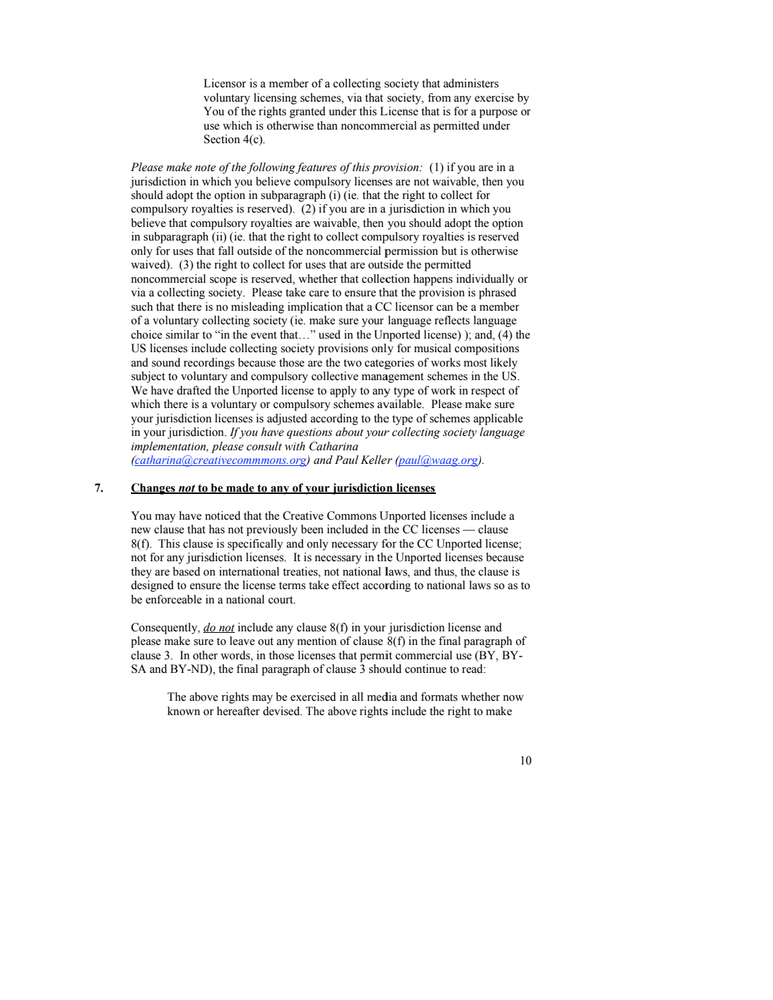 Licensor is a member of a collecting society that administers
voluntary licensing schemes, via that society, from any exercise by
You of the rights granted under this License that is for a purpose or
use which is otherwise than noncommercial as permitted under
Section 4(c).
Please make note of the following features of this provision:  (1) if you are in a
jurisdiction in which you believe compulsory licenses are not waivable, then you
should adopt the option in subparagraph (i) (ie. that the right to collect for
compulsory royalties is reserved).  (2) if you are in a jurisdiction in which you
believe that compulsory royalties are waivable, then you should adopt the option
in subparagraph (ii) (ie. that the right to collect compulsory royalties is reserved
only for uses that fall outside of the noncommercial permission but is otherwise
waived).  (3) the right to collect for uses that are outside the permitted
noncommercial scope is reserved, whether that collection happens individually or
via a collecting society.  Please take care to ensure that the provision is phrased
such that there is no misleading implication that a CC licensor can be a member
of a voluntary collecting society (ie. make sure your language reflects language
choice similar to “in the event that…” used in the Unported license) ); and, (4) the
US licenses include collecting society provisions only for musical compositions
and sound recordings because those are the two categories of works most likely
subject to voluntary and compulsory collective management schemes in the US.
We have drafted the Unported license to apply to any type of work in respect of
which there is a voluntary or compulsory schemes available.  Please make sure
your jurisdiction licenses is adjusted according to the type of schemes applicable
in your jurisdiction. If you have questions about your collecting society language
implementation, please consult with Catharina
(catharina@creativecommmons.org) and Paul Keller (paul@waag.org).
7. Changes not to be made to any of your jurisdiction licenses
You may have noticed that the Creative Commons Unported licenses include a
new clause that has not previously been included in the CC licenses — clause
8(f).  This clause is specifically and only necessary for the CC Unported license;
not for any jurisdiction licenses.  It is necessary in the Unported licenses because
they are based on international treaties, not national laws, and thus, the clause is
designed to ensure the license terms take effect according to national laws so as to
be enforceable in a national court.
Consequently, do not include any clause 8(f) in your jurisdiction license and
please make sure to leave out any mention of clause 8(f) in the final paragraph of
clause 3.  In other words, in those licenses that permit commercial use (BY, BY-
SA and BY-ND), the final paragraph of clause 3 should continue to read:
The above rights may be exercised in all media and formats whether now
known or hereafter devised. The above rights include the right to make
10